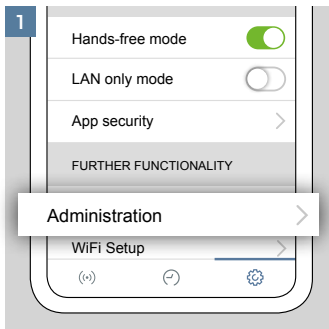 1
Hands-free mode
LAN only mode
App security
FURTHER FUNCTIONALITY
Administration
WiFi Setup